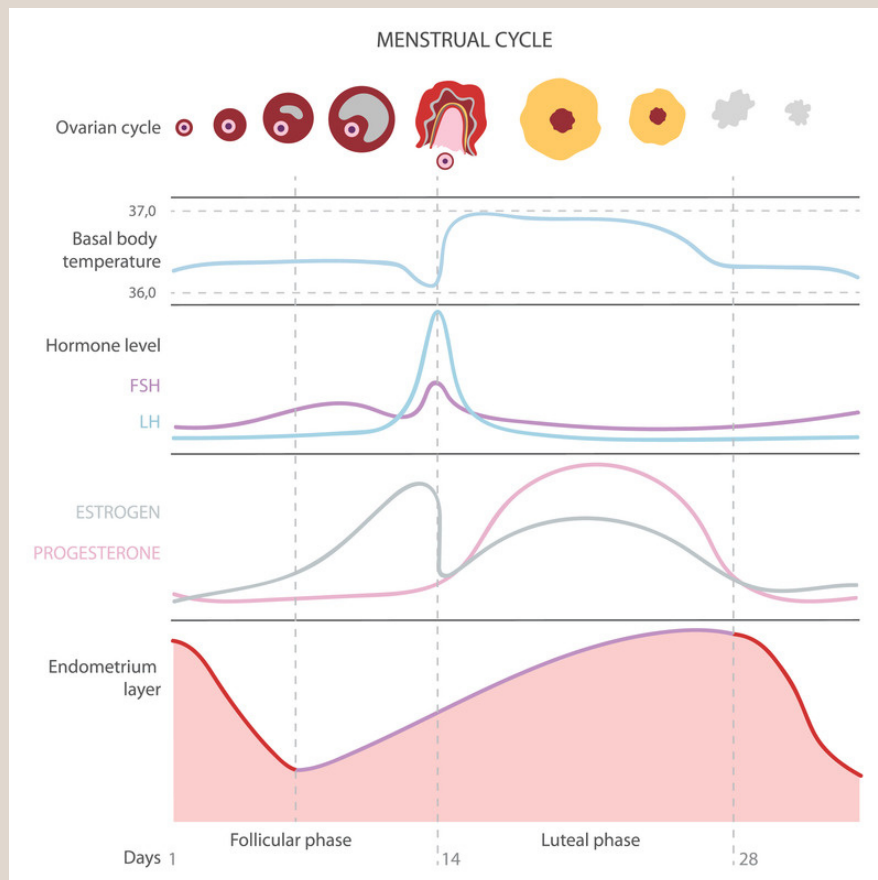 MENSTRUAL CYCLE
Ovarian cycle
37,0
Basal body
temperature
36,0
Hormone level
FSH
LH
ESTROGEN
PROGESTERONE
Endometrium
layer
Follicular phase
Luteal phase
Days 1
14
28